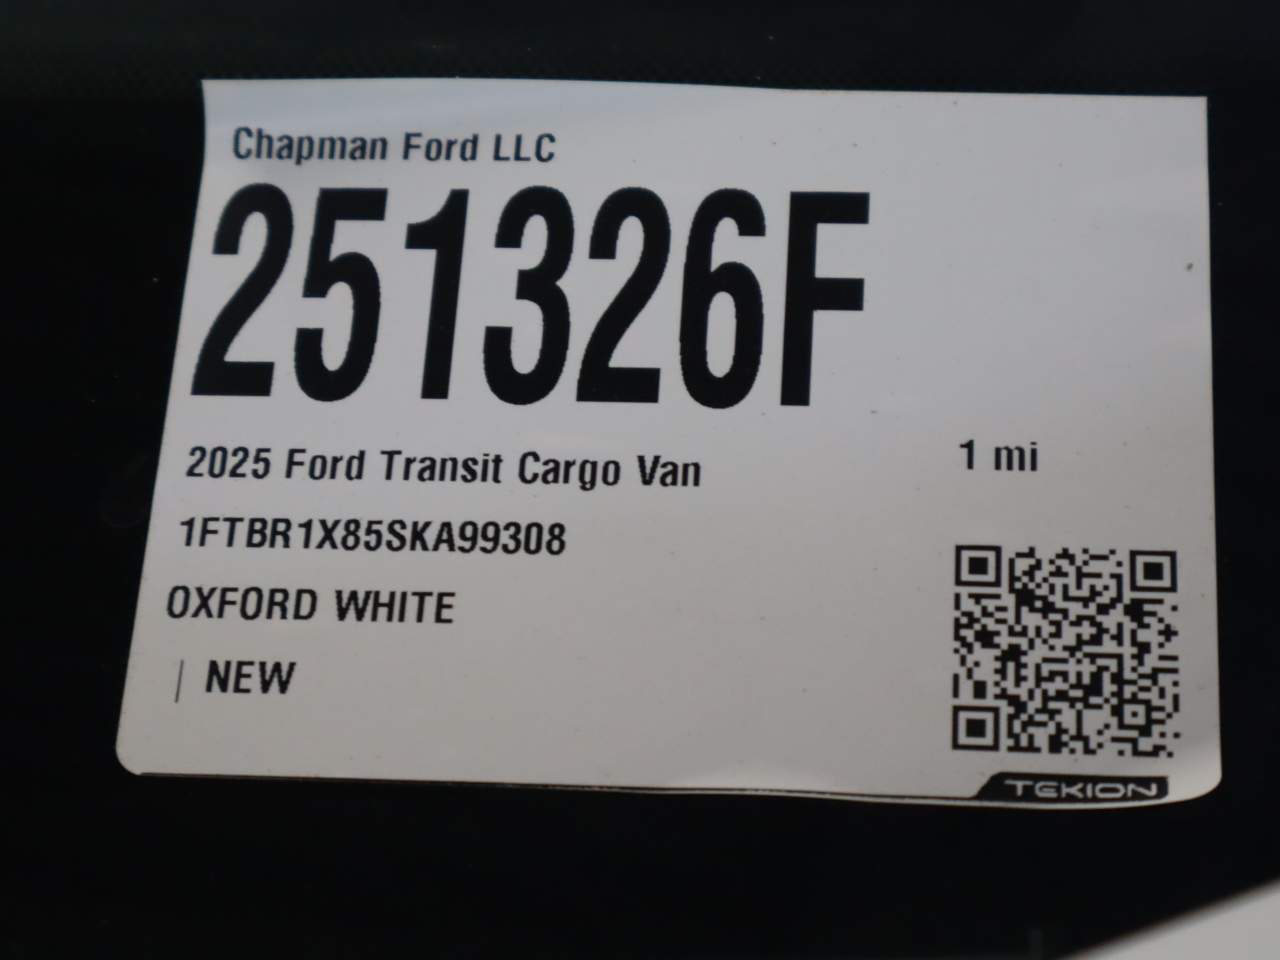 Chapman Ford LLC
251326F
2025 Ford Transit Cargo Van
1 mi
1FTBR1X85SKA99308
OXFORD WHITE
| NEW
TEKION